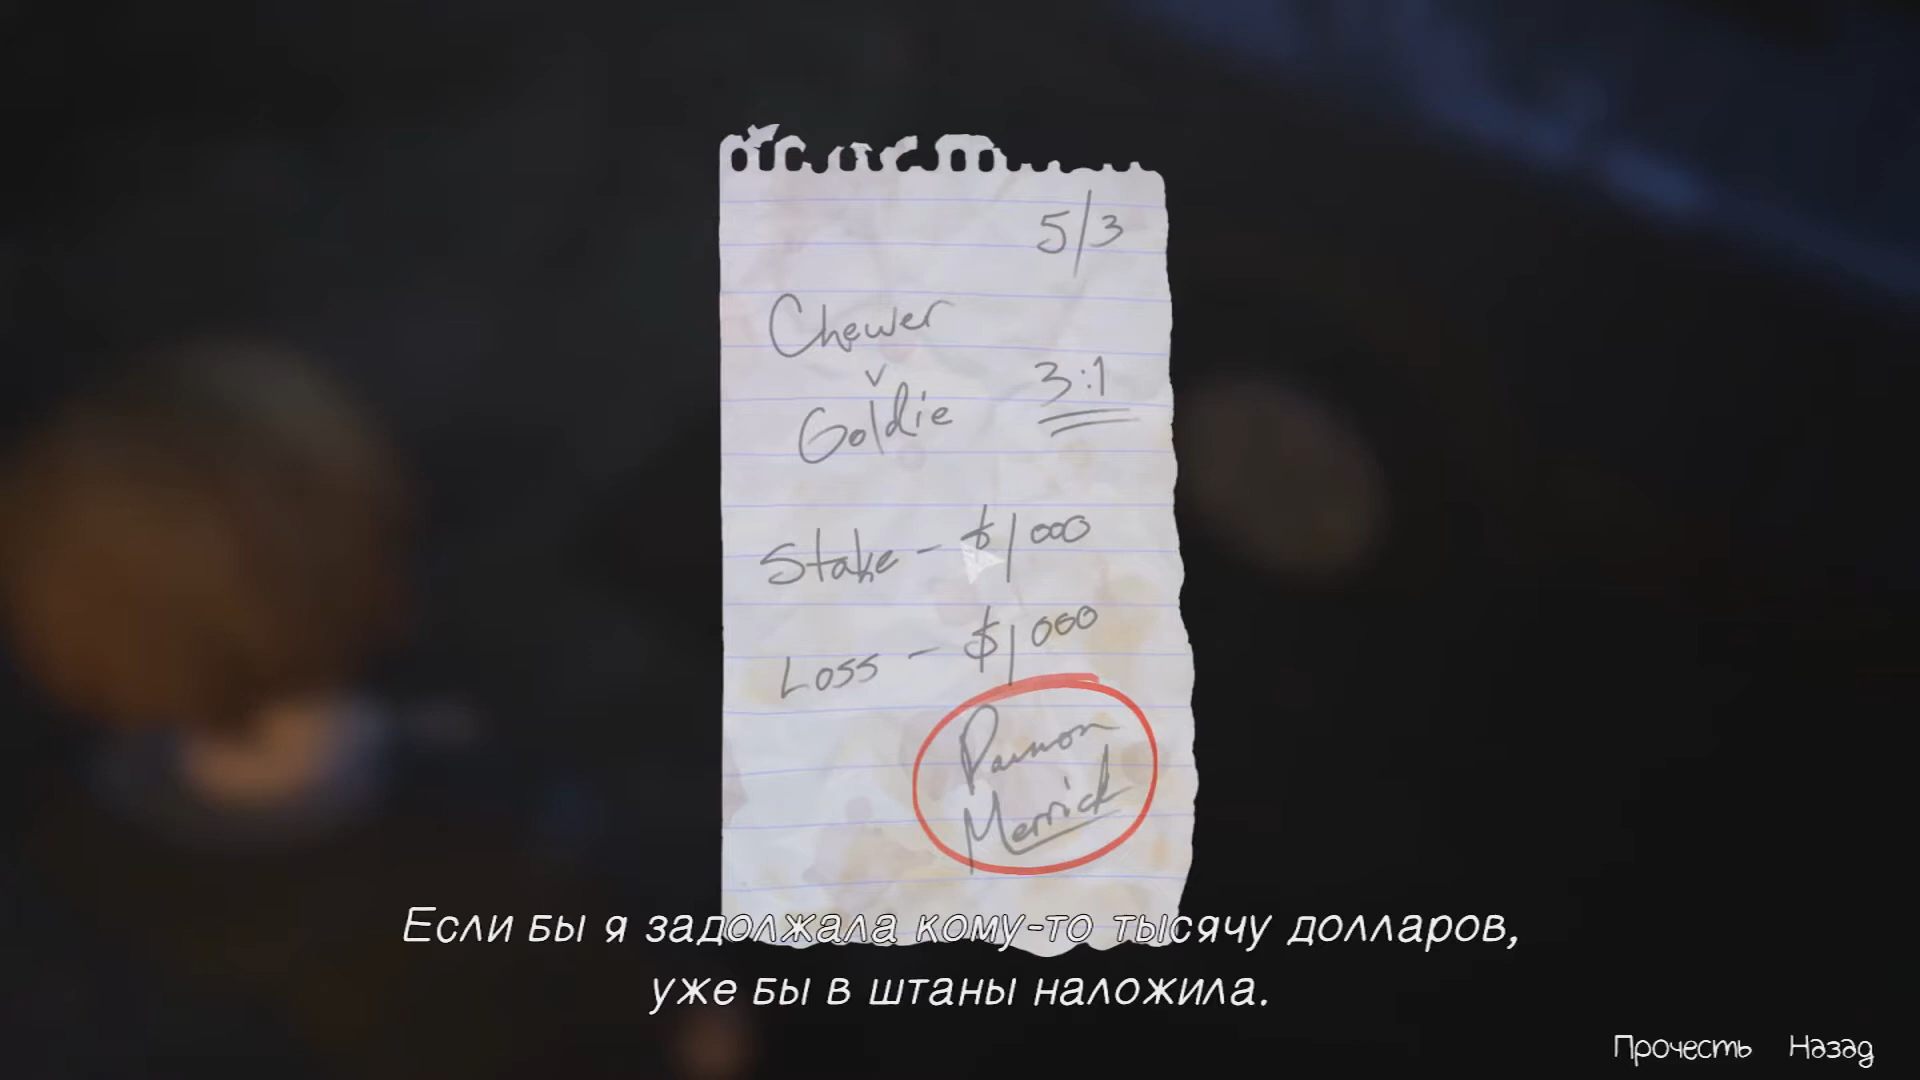 5/3
Chewer
v
Goldie 3:1
Stake - $1000
Loss - $1000
Damon
Merrick
Если бы я задолжала кому-то тысячу долларов,
уже бы в штаны наложила.
Прочесть Назад